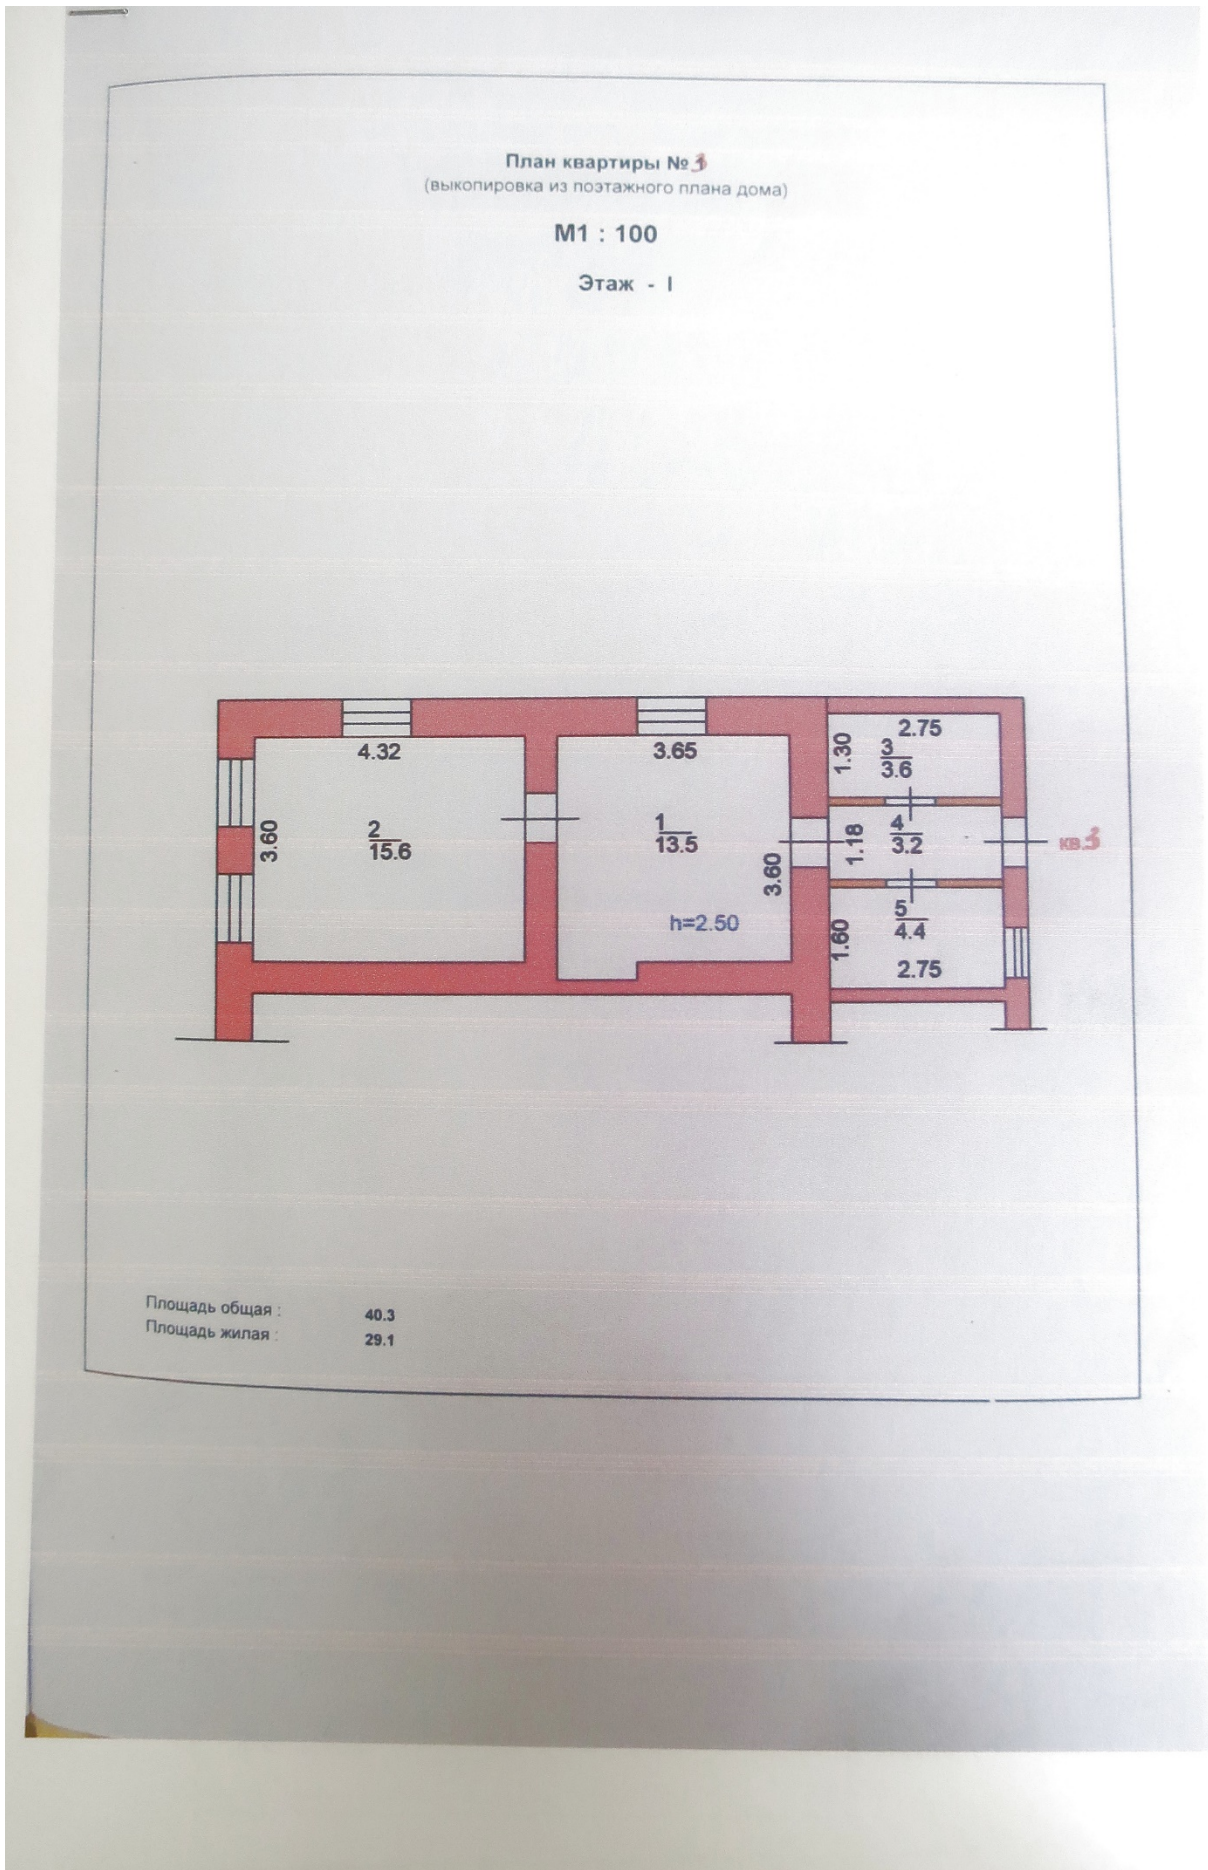 План квартиры №3
(выкопировка из поэтажного плана дома)
М1 : 100
Этаж - I
2.75
1.30
3
3.6
4.32
3.65
3.60
2
15.6
1
13.5
3.60
1.18
4
3.2
кв.3
h=2.50
1.60
5
4.4
2.75
Площадь общая : 40.3
Площадь жилая : 29.1